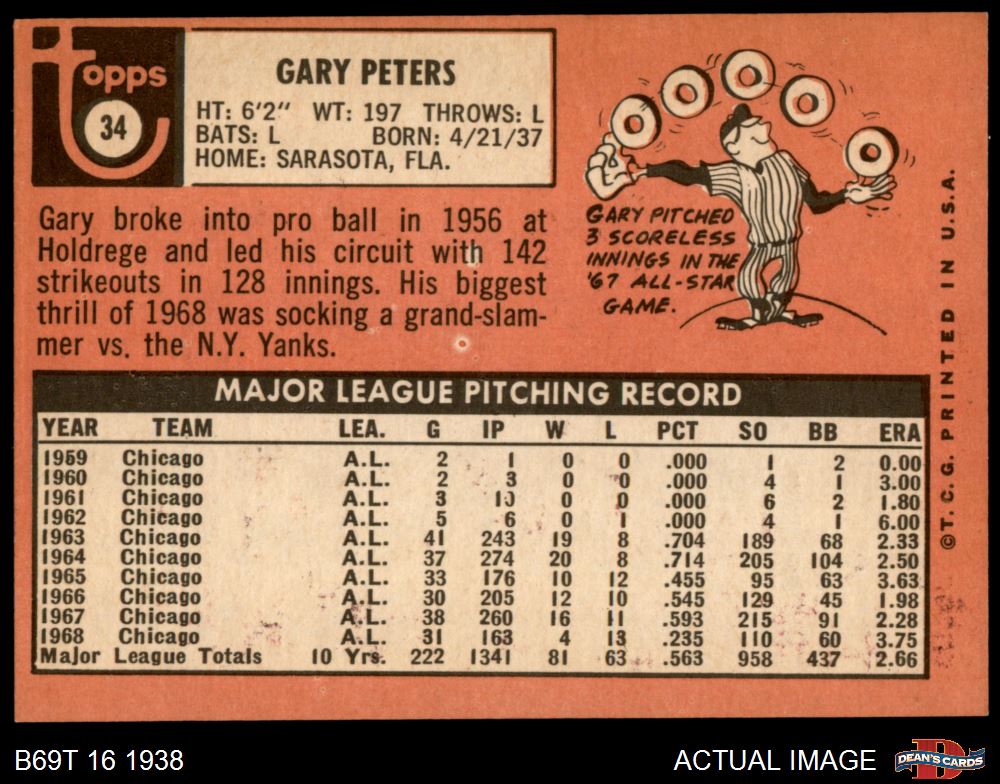 topps
34
GARY PETERS
HT: 6'2" WT: 197 THROWS: L
BATS: L BORN: 4/21/37
HOME: SARASOTA, FLA.
Gary broke into pro ball in 1956 at
Holdrege and led his circuit with 142
strikeouts in 128 innings. His biggest
thrill of 1968 was socking a grand-slam-
mer vs. the N.Y. Yanks.
GARY PITCHED
3 SCORELESS
INNINGS IN THE
'67 ALL-STAR
GAME.
©T. C. G. PRINTED IN U.S.A.
MAJOR LEAGUE PITCHING RECORD
YEAR TEAM LEA. G IP W L PCT SO BB ERA
1959 Chicago A.L. 2 1 0 0 .000 1 2 0.00
1960 Chicago A.L. 2 3 0 0 .000 4 1 3.00
1961 Chicago A.L. 3 10 0 0 .000 6 2 1.80
1962 Chicago A.L. 5 6 0 1 .000 4 1 6.00
1963 Chicago A.L. 41 243 19 8 .704 189 68 2.33
1964 Chicago A.L. 37 274 20 8 .714 205 104 2.50
1965 Chicago A.L. 33 176 10 12 .455 95 63 3.63
1966 Chicago A.L. 30 205 12 10 .545 129 45 1.98
1967 Chicago A.L. 38 260 16 11 .593 215 91 2.28
1968 Chicago A.L. 31 163 4 13 .235 110 60 3.75
Major League Totals 10 Yrs. 222 1341 81 63 .563 958 437 2.66
B69T 16 1938
ACTUAL IMAGE
D
DEAN'S CARDS